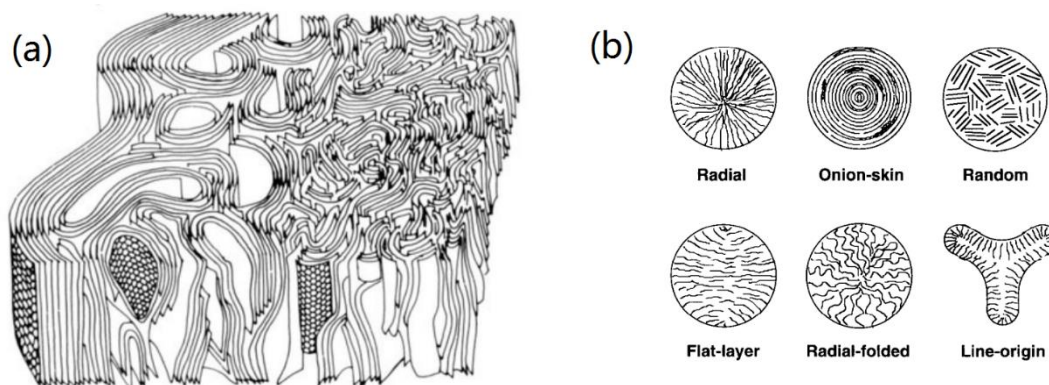 (a)
(b)
Radial Onion-skin Random
Flat-layer Radial-folded Line-origin